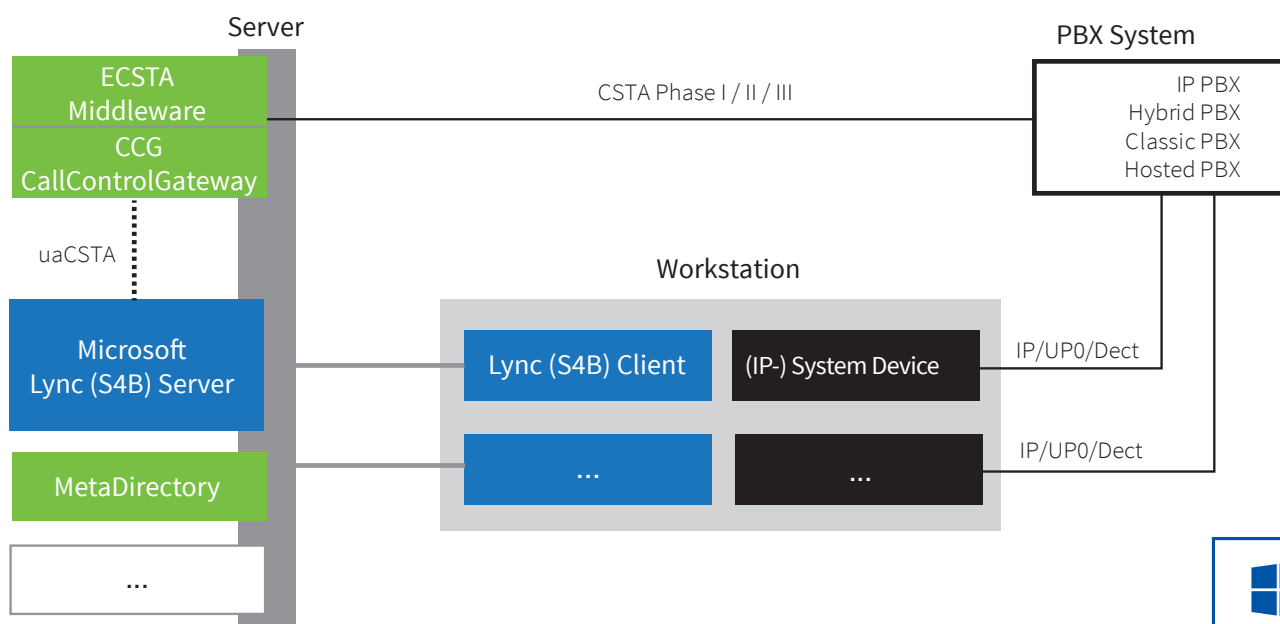 Server
PBX System
ECSTA
Middleware
CSTA Phase I / II / III
IP PBX
Hybrid PBX
Classic PBX
Hosted PBX
CCG
CallControlGateway
uaCSTA
Workstation
Microsoft
Lync (S4B) Server
Lync (S4B) Client
(IP-) System Device
IP/UP0/Dect
...
...
IP/UP0/Dect
MetaDirectory
...